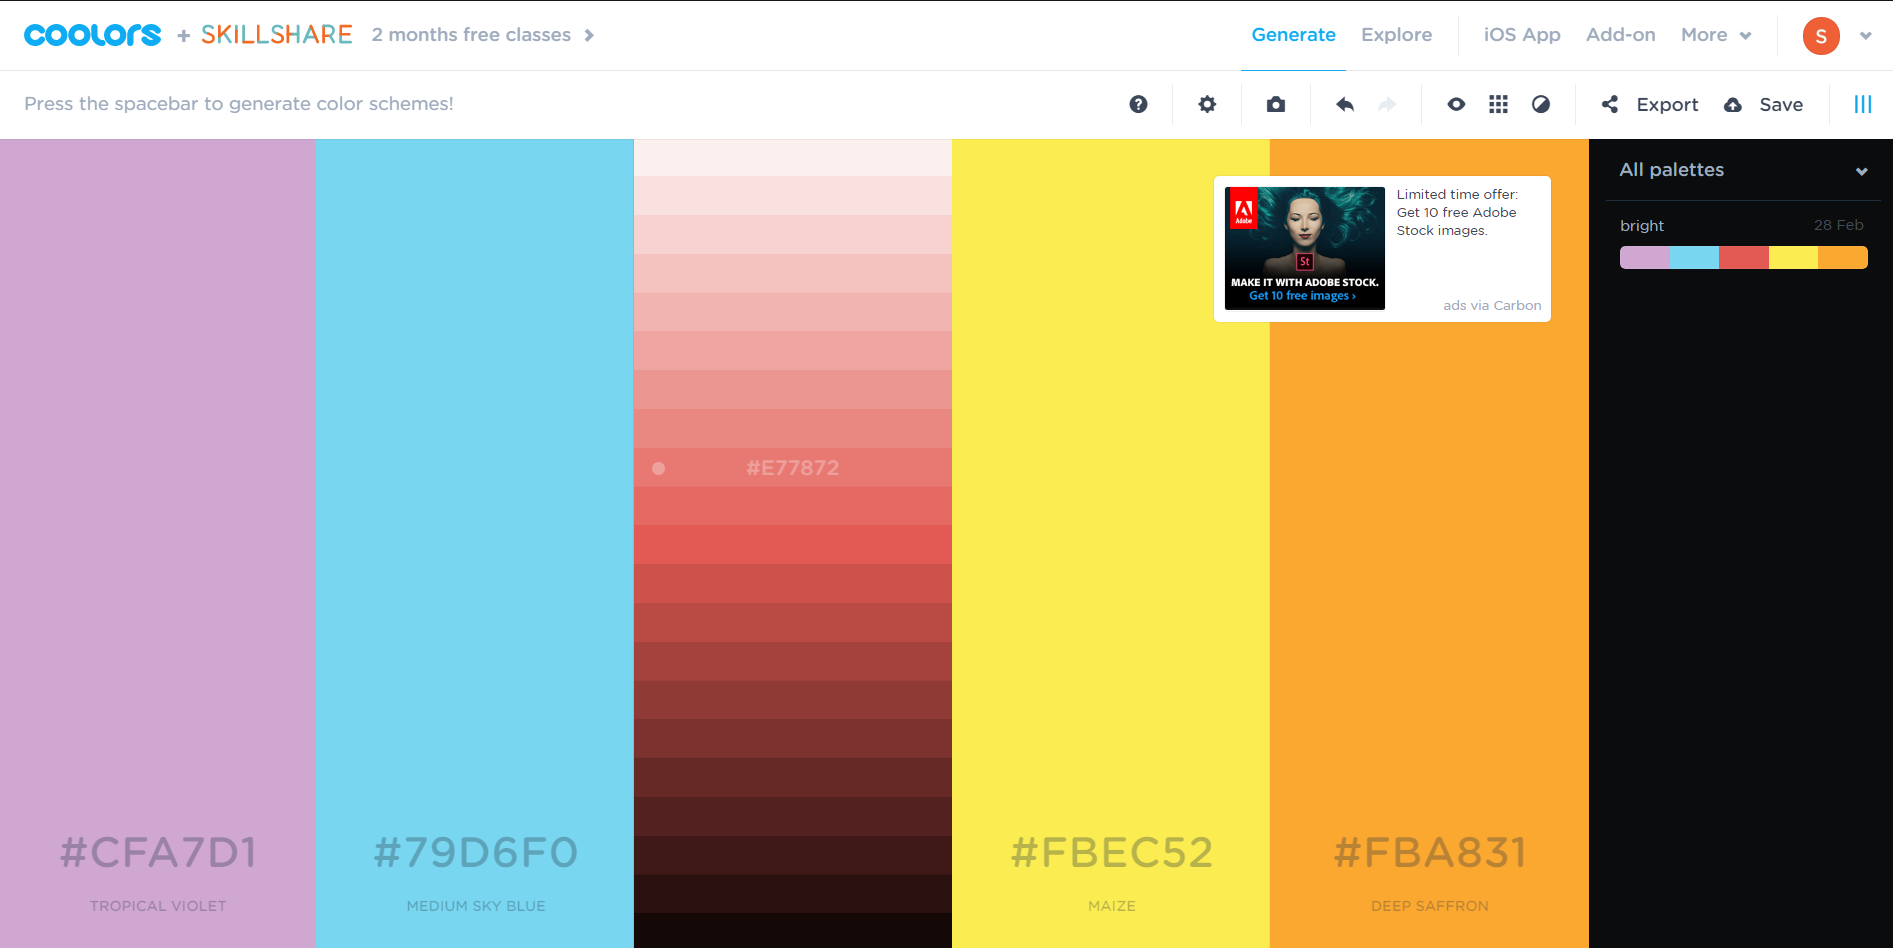 coolors + SKILLSHARE 2 months free classes
Generate Explore iOS App Add-on More S
Press the spacebar to generate color schemes!
Export Save
All palettes
bright 28 Feb
Adobe
St
MAKE IT WITH ADOBE STOCK.
Get 10 free images ›
Limited time offer:
Get 10 free Adobe
Stock images.
ads via Carbon
#E77872
#CFA7D1
TROPICAL VIOLET
#79D6F0
MEDIUM SKY BLUE
#FBEC52
MAIZE
#FBA831
DEEP SAFFRON